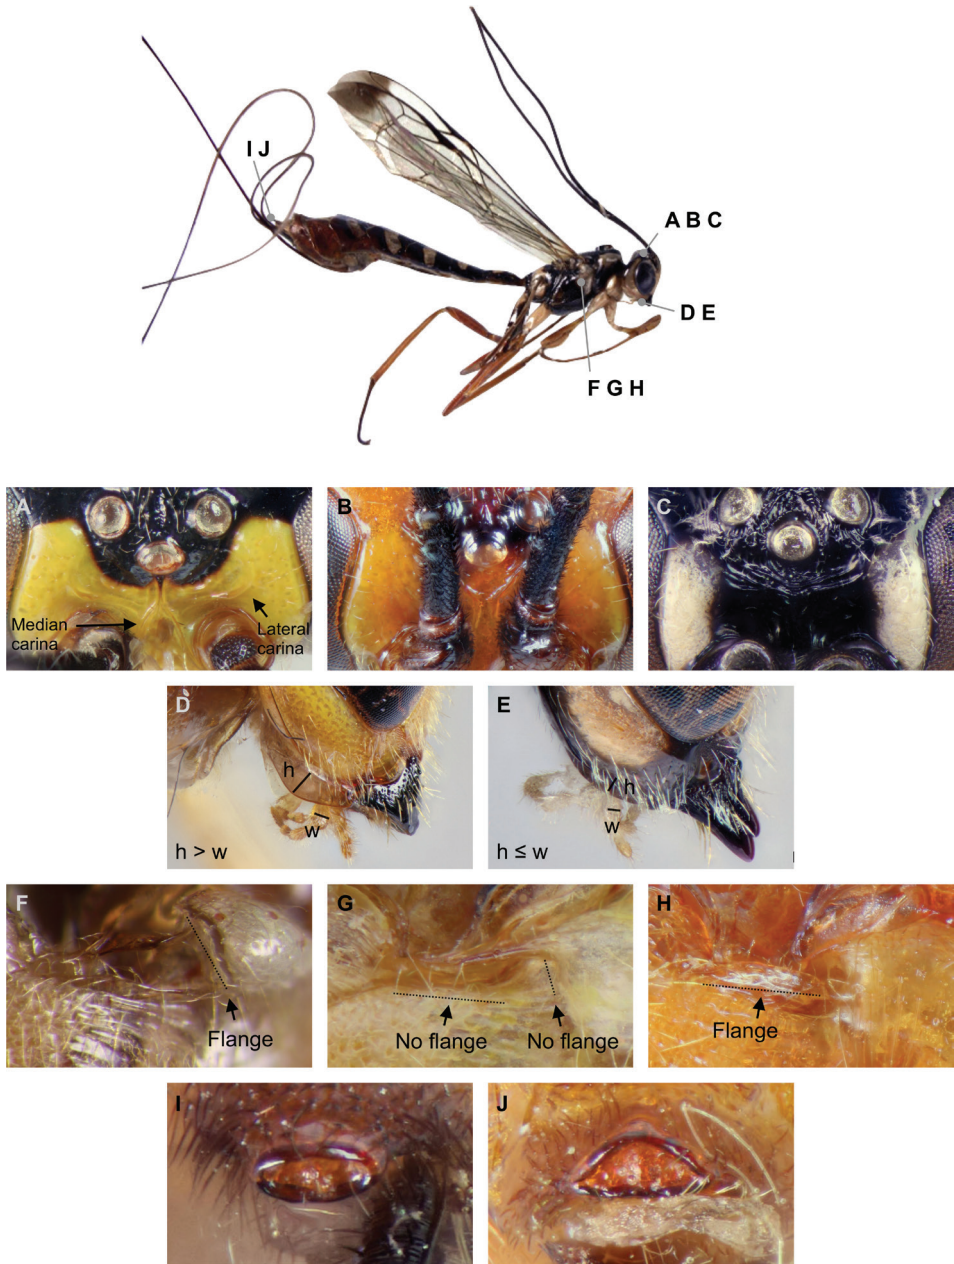 I J
A B C
D E
F G H
A
Median
carina
Lateral
carina
B
C
D
h
w
h > w
E
h
w
h ≤ w
F
Flange
G
No flange
No flange
H
Flange
I
J